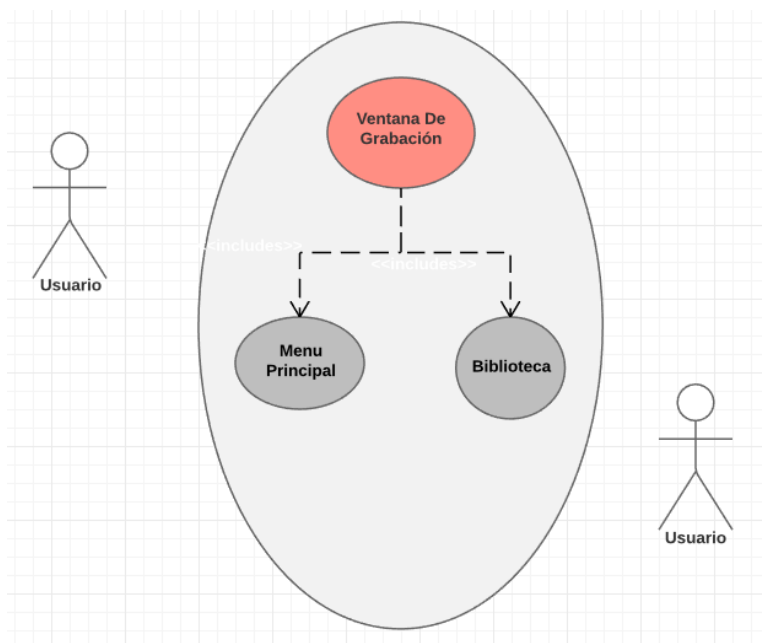 Ventana De
Grabación
Usuario
<<includes>>
<<includes>>
Menu
Principal
Biblioteca
Usuario